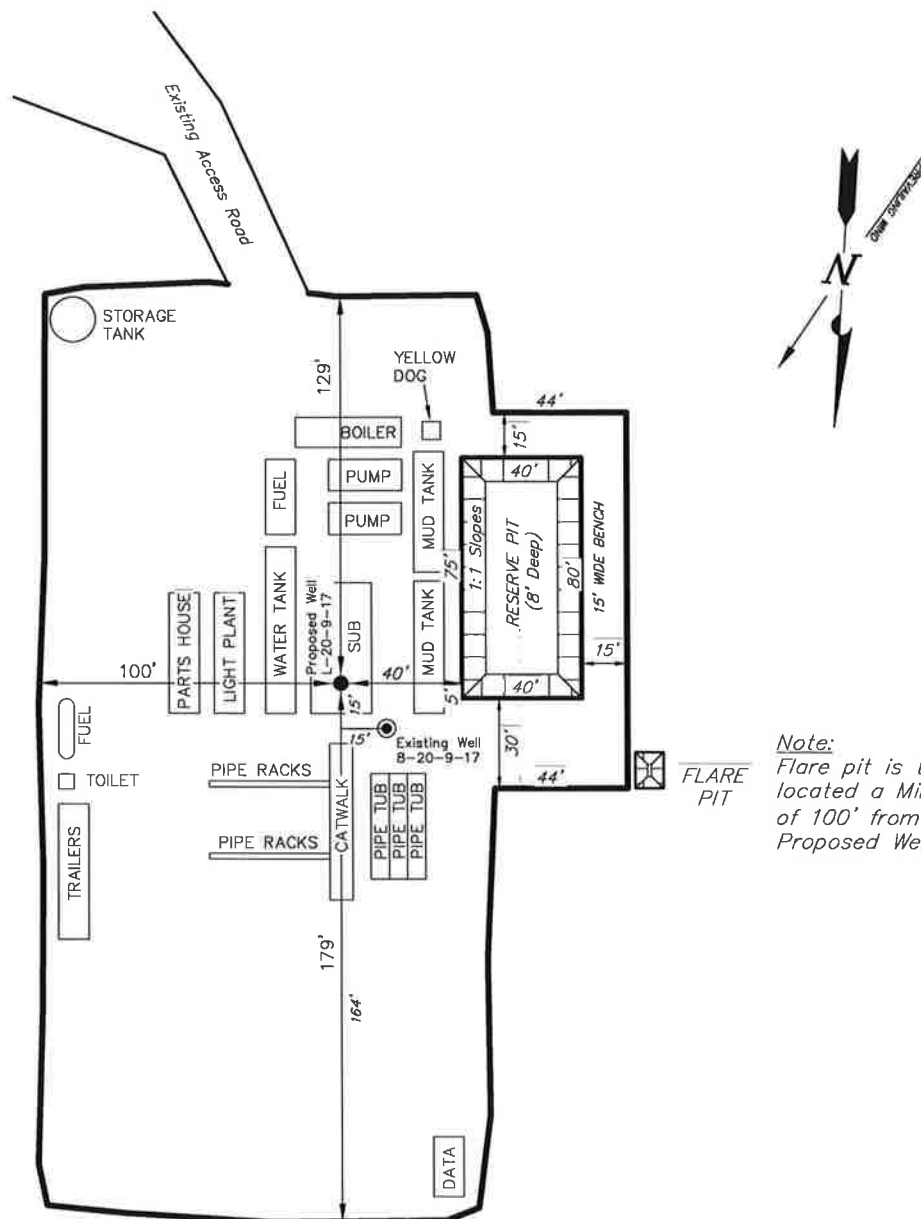 Existing Access Road
PREVAILING WIND
N
STORAGE
TANK
129'
YELLOW
DOG
44'
BOILER
15'
FUEL
PUMP
PUMP
MUD TANK
40'
1:1 Slopes
RESERVE PIT
(8' Deep)
80'
15' WIDE BENCH
75'
WATER TANK
PARTS HOUSE
LIGHT PLANT
Proposed Well
L-20-9-17
SUB
MUD TANK
15'
100'
40'
5'
40'
15'
FUEL
15'
Existing Well
8-20-9-17
30'
TOILET
PIPE RACKS
44'
FLARE
PIT
Note:
Flare pit is
located a
of 100' from
Proposed
PIPE RACKS
CATWALK
PIPE TUB
PIPE TUB
PIPE TUB
TRAILERS
179'
164'
DATA